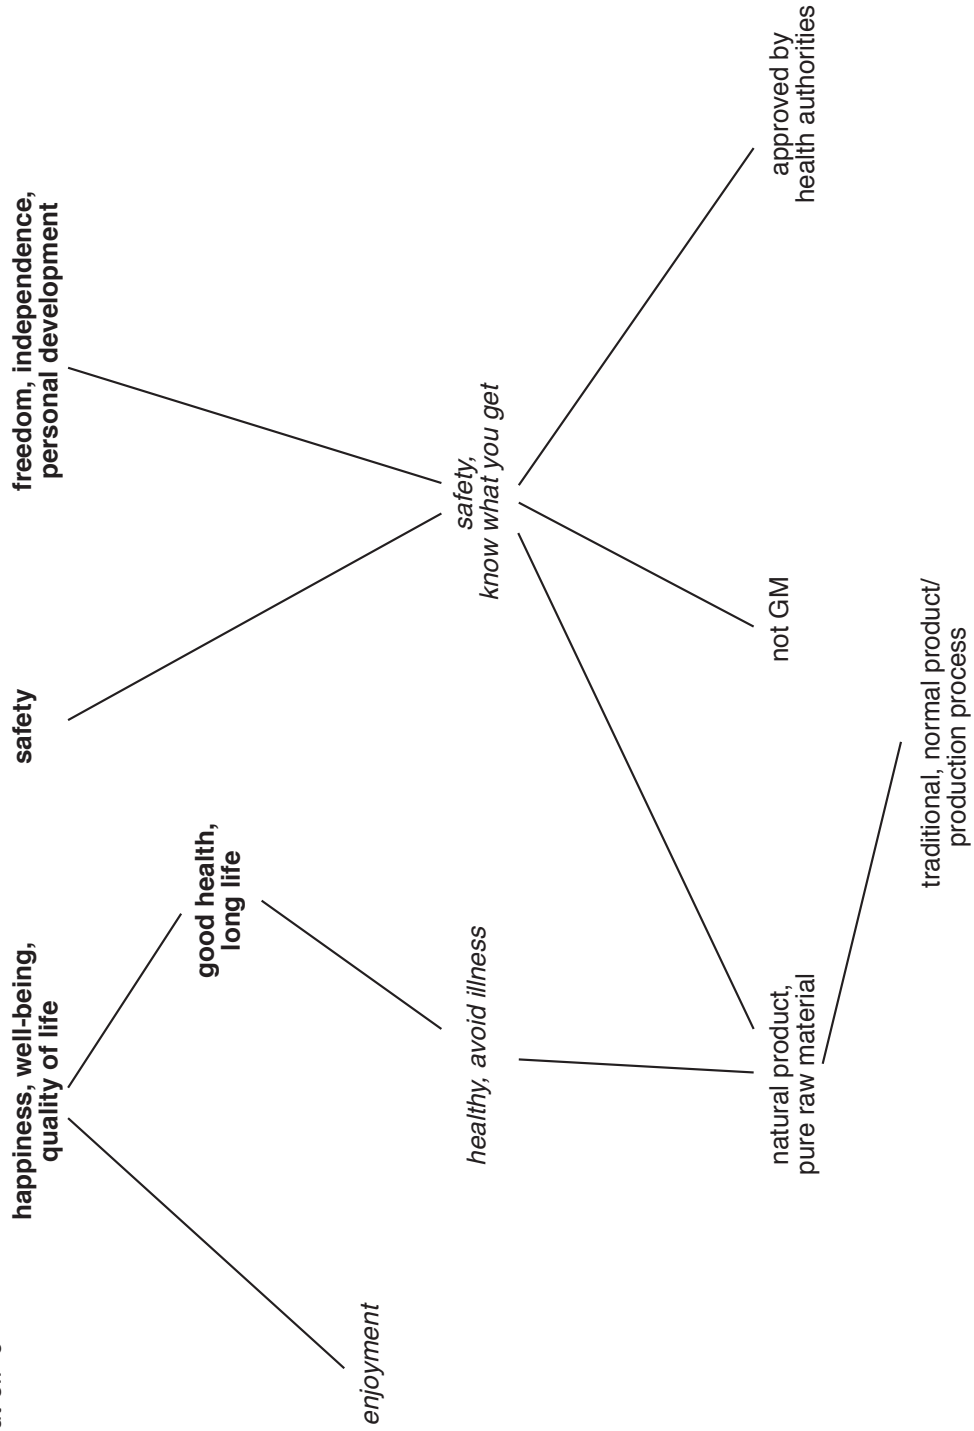 happiness, well-being,
quality of life
safety
freedom, independence,
personal development
good health,
long life
enjoyment
healthy, avoid illness
safety,
know what you get
natural product,
pure raw material
not GM
approved by
health authorities
traditional, normal product/
production process